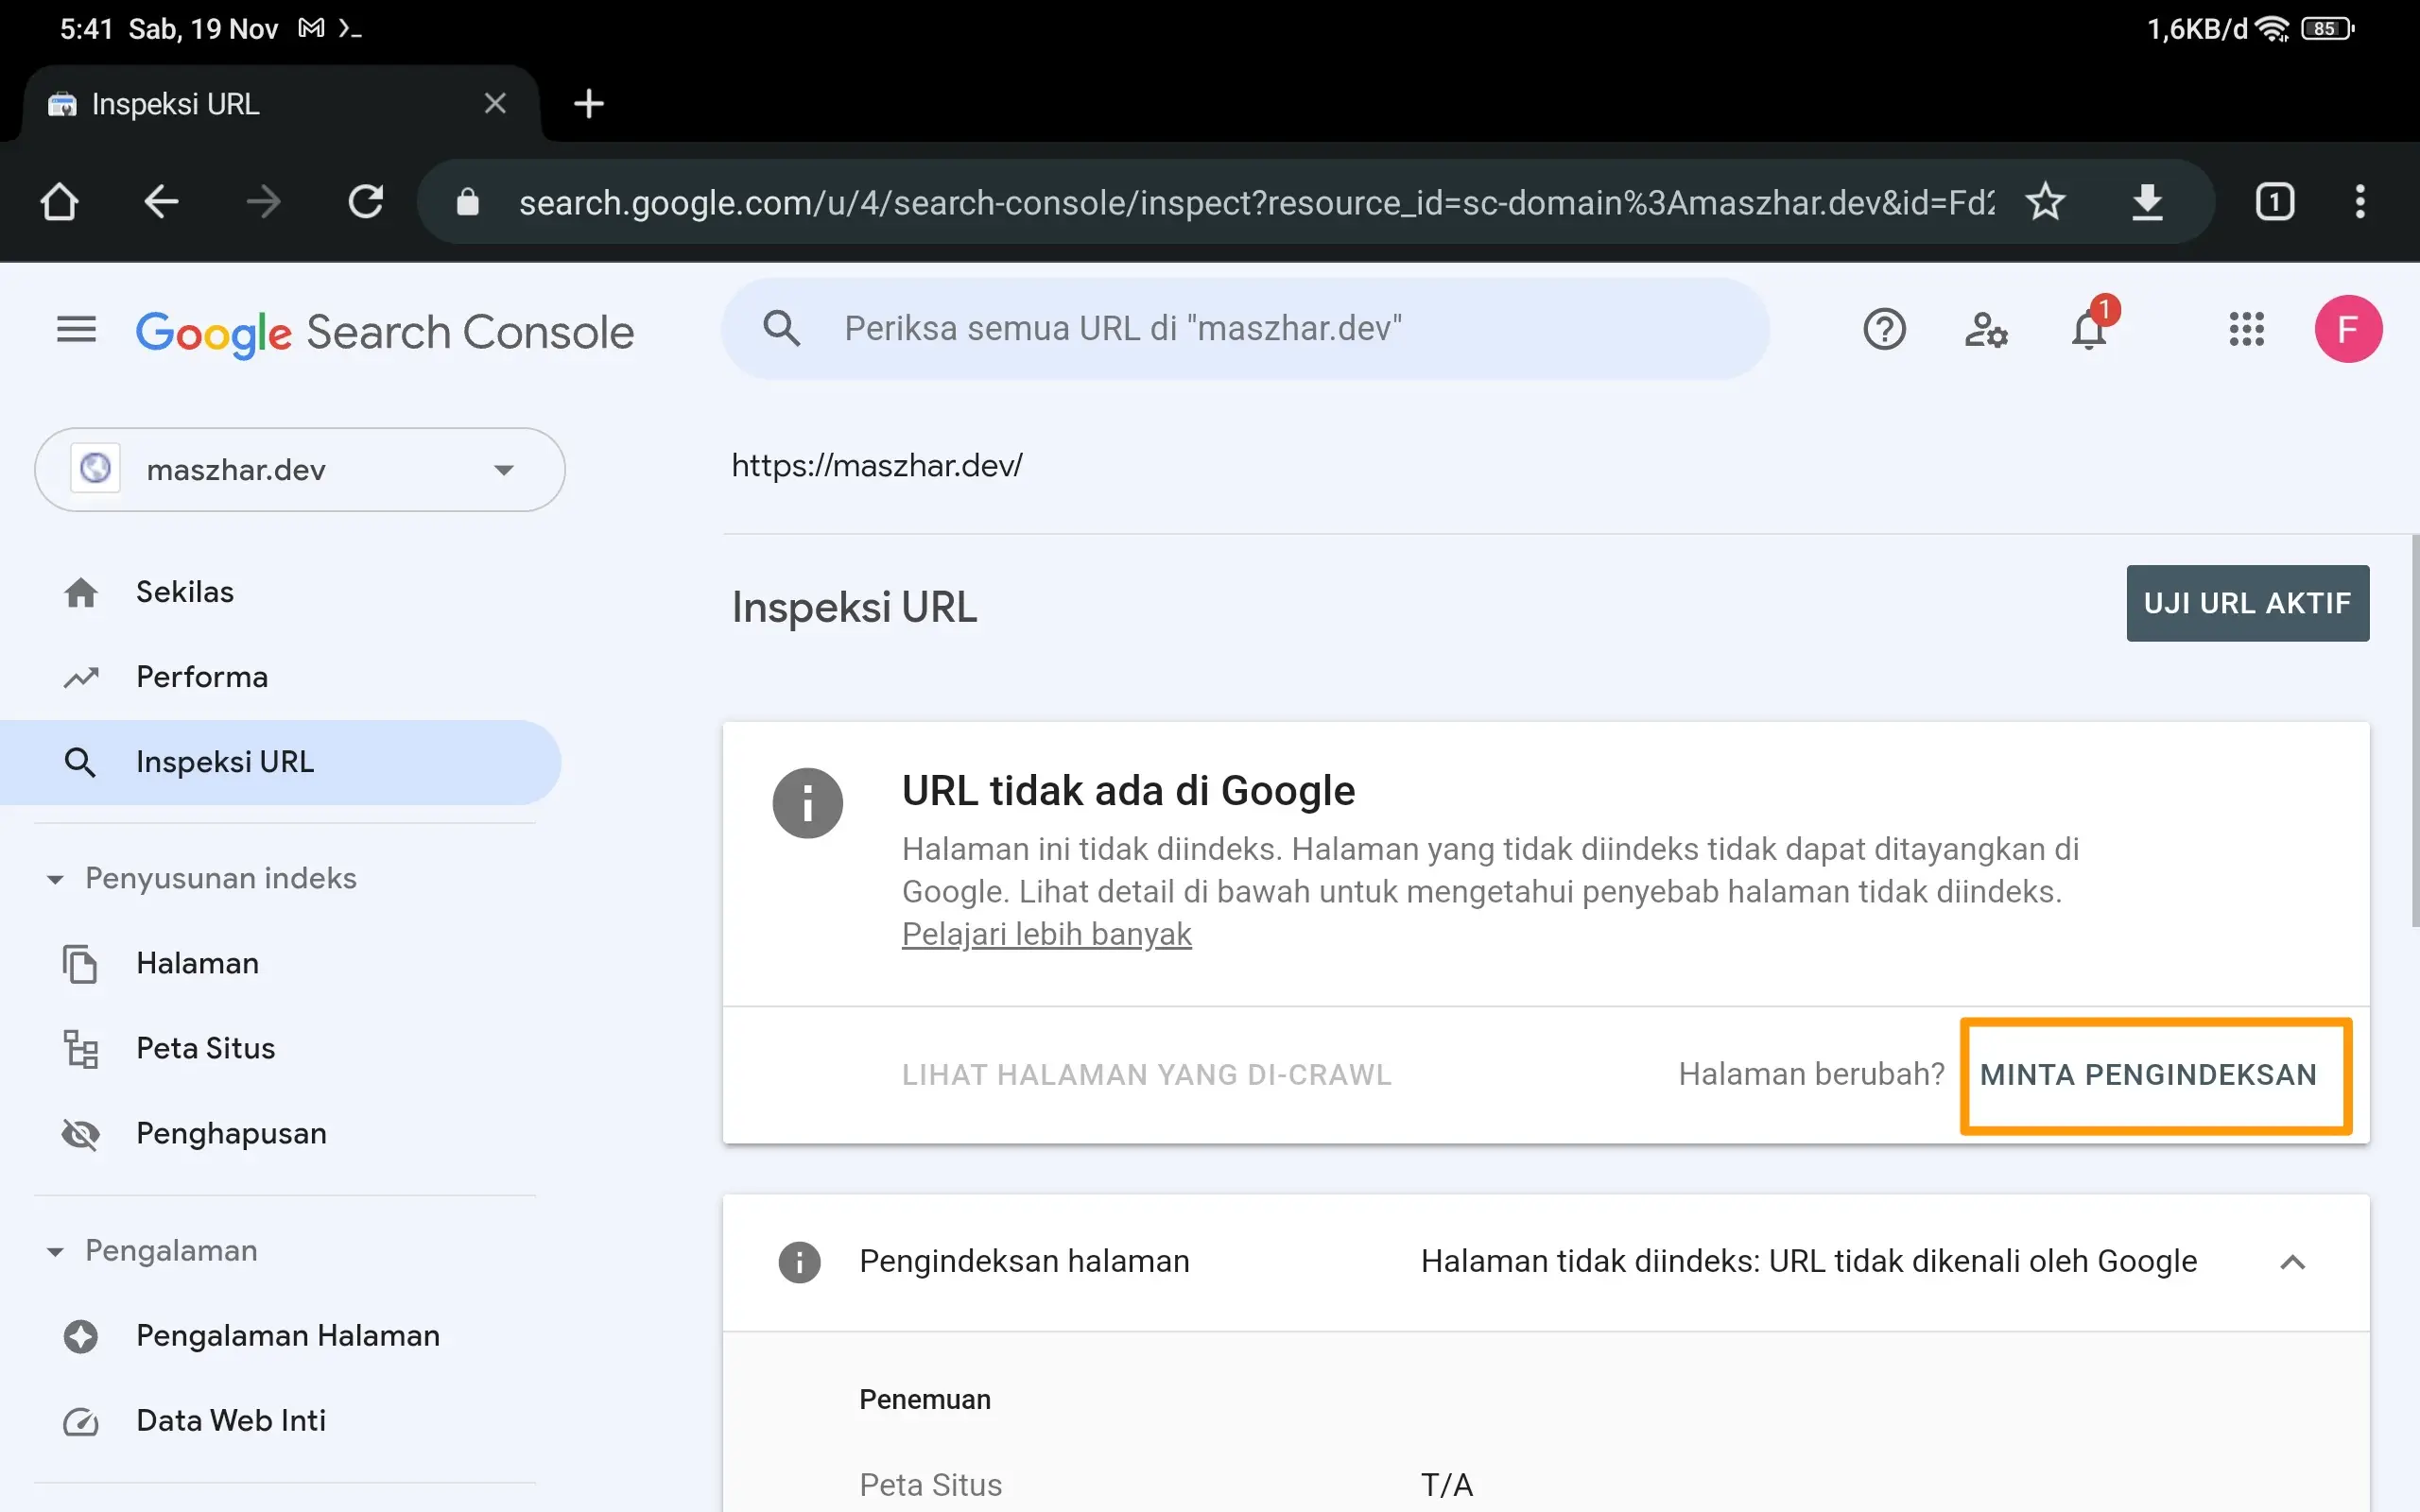 5:41 Sab, 19 Nov
1,6KB/d
85
Inspeksi URL
search.google.com/u/4/search-console/inspect?resource_id=sc-domain%3Amaszhar.dev&id=Fd2
1
Google Search Console
Periksa semua URL di "maszhar.dev"
1
F
maszhar.dev
https://maszhar.dev/
Sekilas
Performa
Inspeksi URL
Penyusunan indeks
Halaman
Peta Situs
Penghapusan
Pengalaman
Pengalaman Halaman
Data Web Inti
Inspeksi URL
UJI URL AKTIF
URL tidak ada di Google
Halaman ini tidak diindeks. Halaman yang tidak diindeks tidak dapat ditayangkan di
Google. Lihat detail di bawah untuk mengetahui penyebab halaman tidak diindeks.
Pelajari lebih banyak
LIHAT HALAMAN YANG DI-CRAWL
Halaman berubah?
MINTA PENGINDEKSAN
Pengindeksan halaman
Halaman tidak diindeks: URL tidak dikenali oleh Google
Penemuan
Peta Situs
T/A